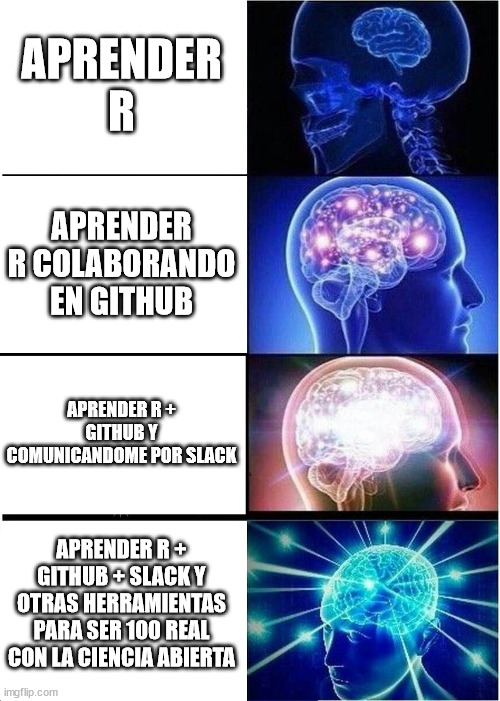 APRENDER
R
APRENDER
R COLABORANDO
EN GITHUB
APRENDER R +
GITHUB Y
COMUNICANDOME POR SLACK
APRENDER R +
GITHUB + SLACK Y
OTRAS HERRAMIENTAS
PARA SER 100 REAL
CON LA CIENCIA ABIERTA
imgflip.com